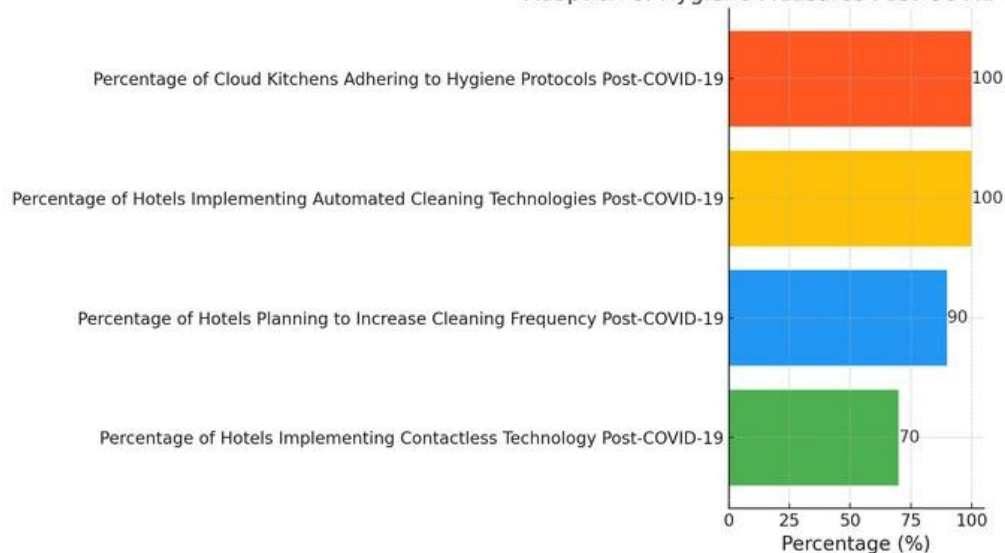 Percentage of Cloud Kitchens Adhering to Hygiene Protocols Post-COVID-19
100
Percentage of Hotels Implementing Automated Cleaning Technologies Post-COVID-19
100
Percentage of Hotels Planning to Increase Cleaning Frequency Post-COVID-19
90
Percentage of Hotels Implementing Contactless Technology Post-COVID-19
70
0 25 50 75 100
Percentage (%)